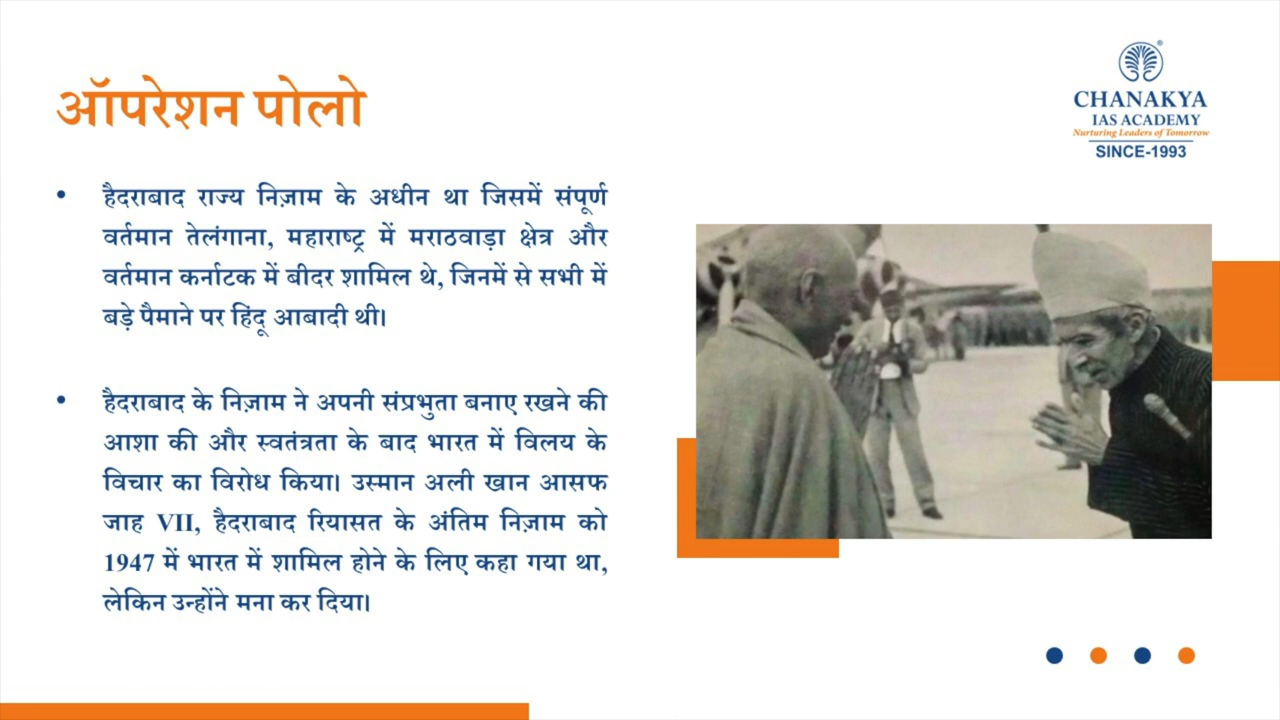 ऑपरेशन पोलो
CHANAKYA
IAS ACADEMY
Nurturing Leaders of Tomorrow
SINCE-1993
• हैदराबाद राज्य निज़ाम के अधीन था जिसमें संपूर्ण
वर्तमान तेलंगाना, महाराष्ट्र में मराठवाड़ा क्षेत्र और
वर्तमान कर्नाटक में बीदर शामिल थे, जिनमें से सभी में
बड़े पैमाने पर हिंदू आबादी थी।
• हैदराबाद के निज़ाम ने अपनी संप्रभुता बनाए रखने की
आशा की और स्वतंत्रता के बाद भारत में विलय के
विचार का विरोध किया। उस्मान अली खान आसफ
जाह VII, हैदराबाद रियासत के अंतिम निज़ाम को
1947 में भारत में शामिल होने के लिए कहा गया था,
लेकिन उन्होंने मना कर दिया।